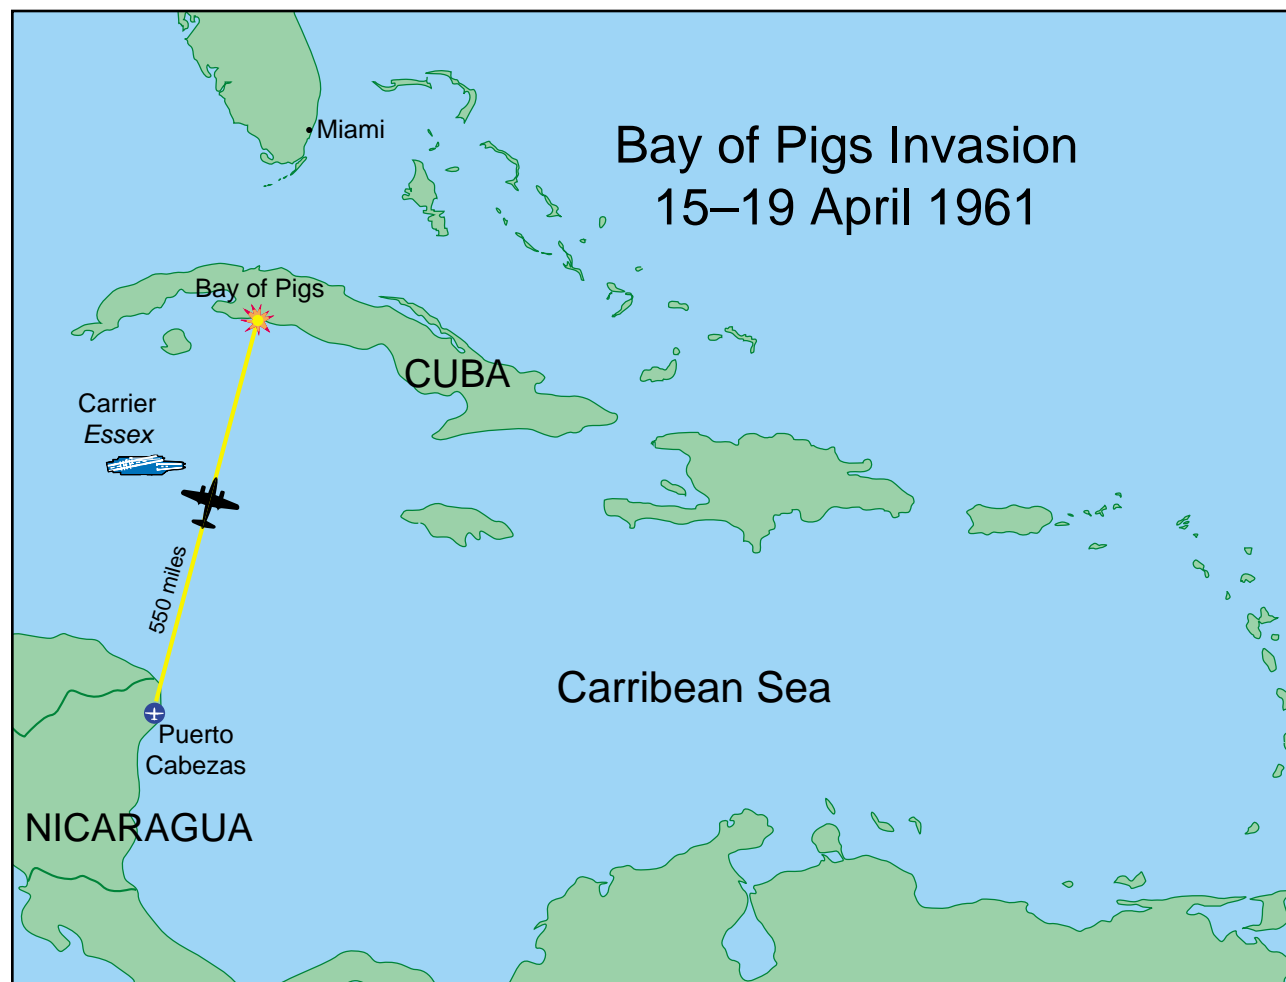 Miami
Bay of Pigs Invasion
15–19 April 1961
Bay of Pigs
CUBA
Carrier
Essex
550 miles
Carribean Sea
Puerto
Cabezas
NICARAGUA